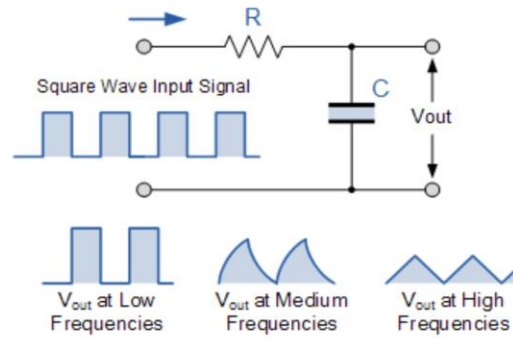 R
Square Wave Input Signal
C
Vout
Vout at Low
Frequencies
Vout at Medium
Frequencies
Vout at High
Frequencies